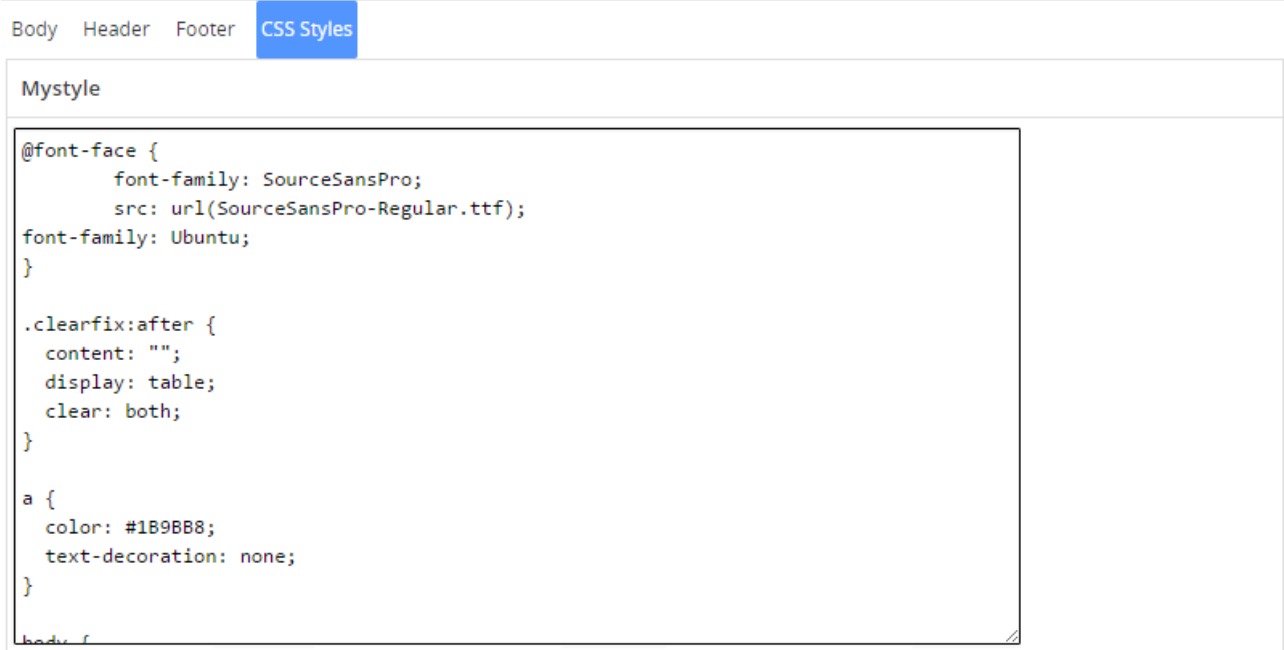 Body Header Footer CSS Styles
Mystyle
@font-face {
        font-family: SourceSansPro;
        src: url(SourceSansPro-Regular.ttf);
font-family: Ubuntu;
}

.clearfix:after {
  content: "";
  display: table;
  clear: both;
}

a {
  color: #1B9BB8;
  text-decoration: none;
}

body {